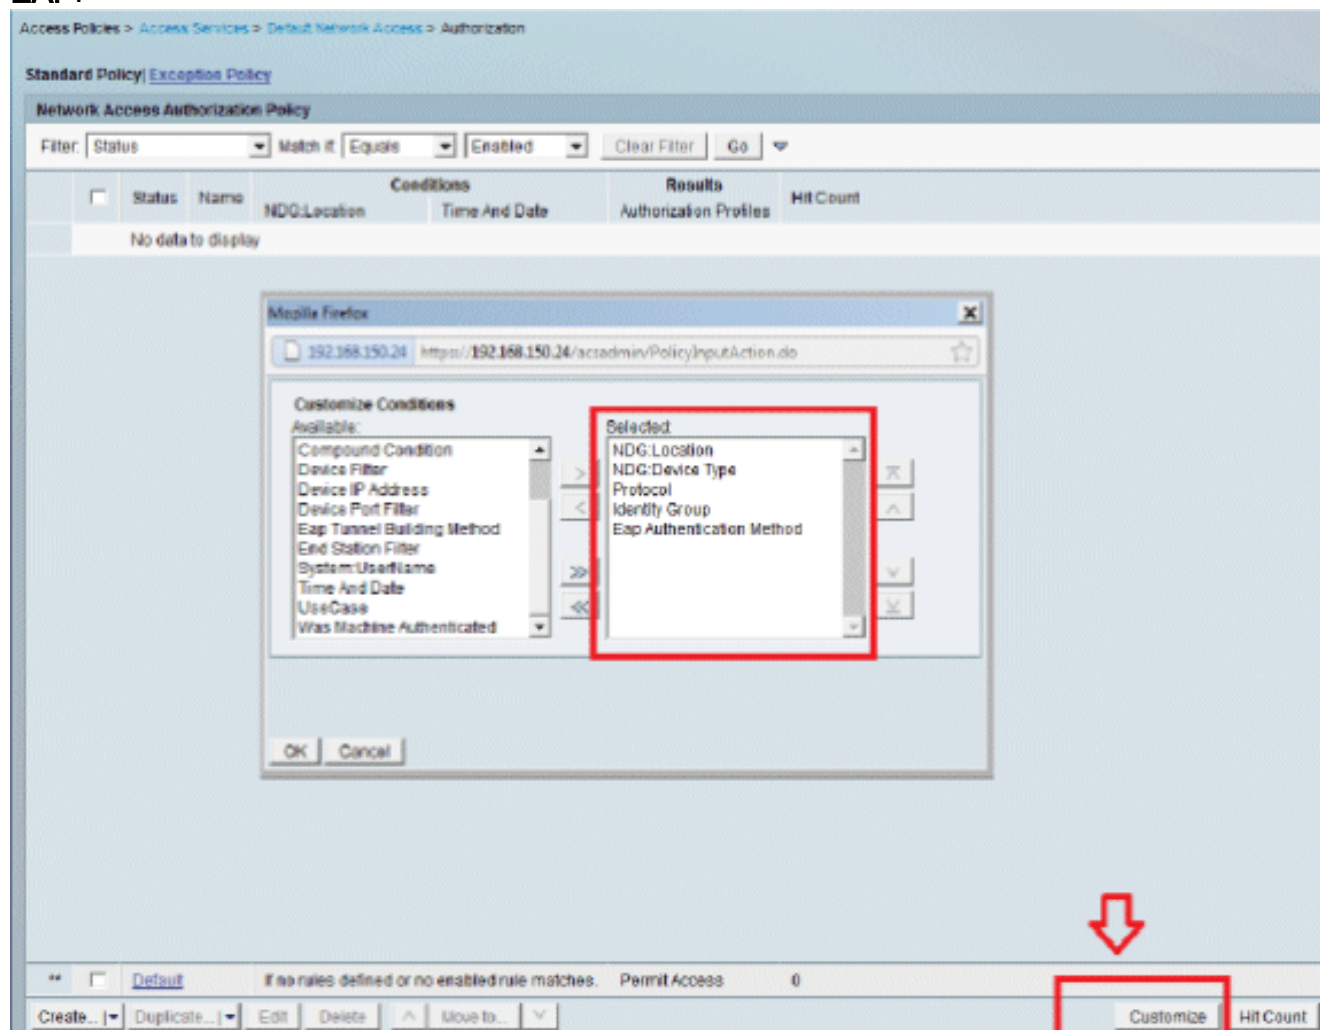 Access Policies > Access Services > Default Network Access > Authorization
Standard Policy| Exception Policy
Network Access Authorization Policy
Filter: Status Match if: Equals Enabled Clear Filter Go
Status Name Conditions Results Hit Count
NDG:Location Time And Date Authorization Profiles
No data to display
Mozilla Firefox
192.168.150.24 https://192.168.150.24/acsadmin/PolicyInputAction.do
Customize Conditions
Available: Selected:
Compound Condition NDG:Location
Device Filter NDG:Device Type
Device IP Address Protocol
Device Port Filter Identity Group
Eap Tunnel Building Method Eap Authentication Method
End Station Filter
System:UserName
Time And Date
UseCase
Was Machine Authenticated
OK Cancel
** Default If no rules defined or no enabled rule matches. Permit Access 0
Create... Duplicate... Edit Delete Move to... Customize Hit Count